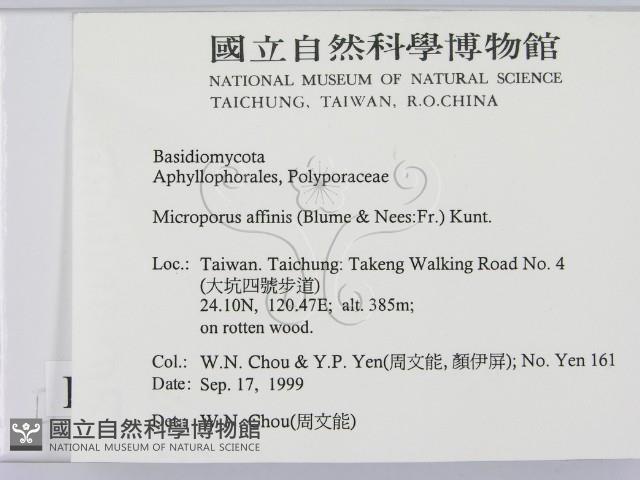 國立自然科學博物館
NATIONAL MUSEUM OF NATURAL SCIENCE
TAICHUNG, TAIWAN, R.O.CHINA
Basidiomycota
Aphyllophorales, Polyporaceae
Microporus affinis (Blume & Nees:Fr.) Kunt.
Loc.: Taiwan. Taichung: Takeng Walking Road No. 4
(大坑四號步道)
24.10N, 120.47E; alt. 385m;
on rotten wood.
Col.: W.N. Chou & Y.P. Yen(周文能, 顏伊屏); No. Yen 161
Date: Sep. 17, 1999
Det.: W.N. Chou(周文能)
國立自然科學博物館
NATIONAL MUSEUM OF NATURAL SCIENCE